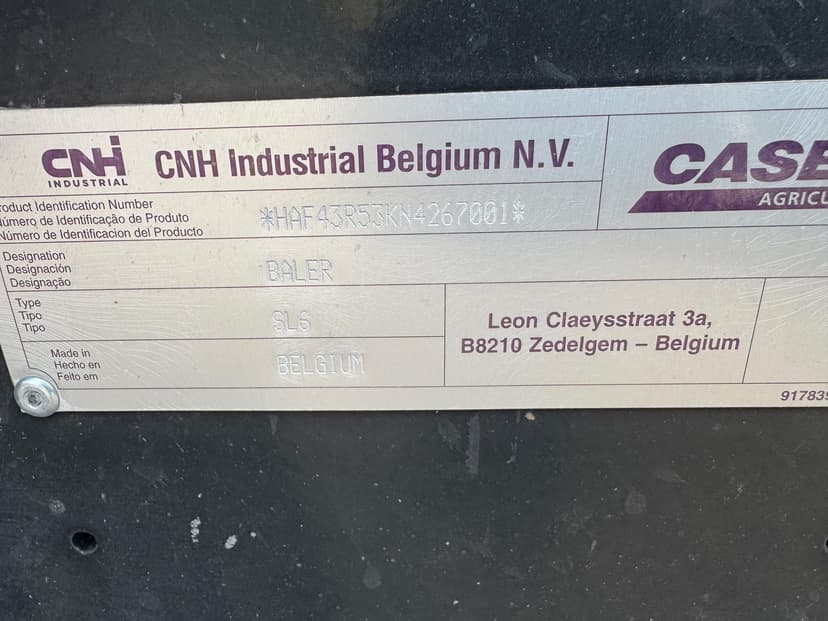 CNH
INDUSTRIAL
CNH Industrial Belgium N.V.
CASE
AGRICU
roduct Identification Number
Número de Identificação de Produto
Número de Identificacion del Producto
*HAF43R53KN4267001*
Designation
Designación
Designação
BALER
Type
Tipo
Tipo
SL6
Leon Claeysstraat 3a,
B8210 Zedelgem – Belgium
Made in
Hecho en
Feito em
BELGIUM
917839